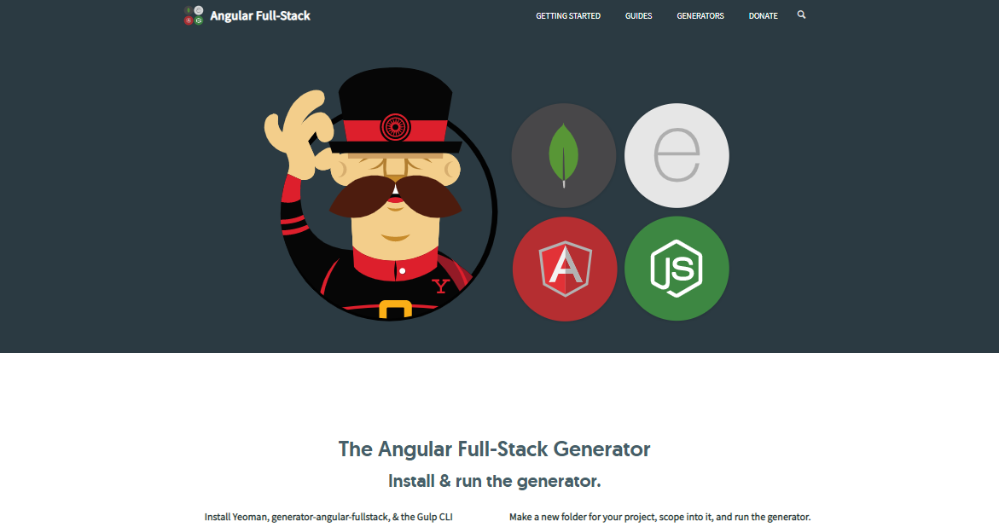 Angular Full-Stack
GETTING STARTED
GUIDES
GENERATORS
DONATE
e
Y
A
JS
The Angular Full-Stack Generator
Install & run the generator.
Install Yeoman, generator-angular-fullstack, & the Gulp CLI
Make a new folder for your project, scope into it, and run the generator.